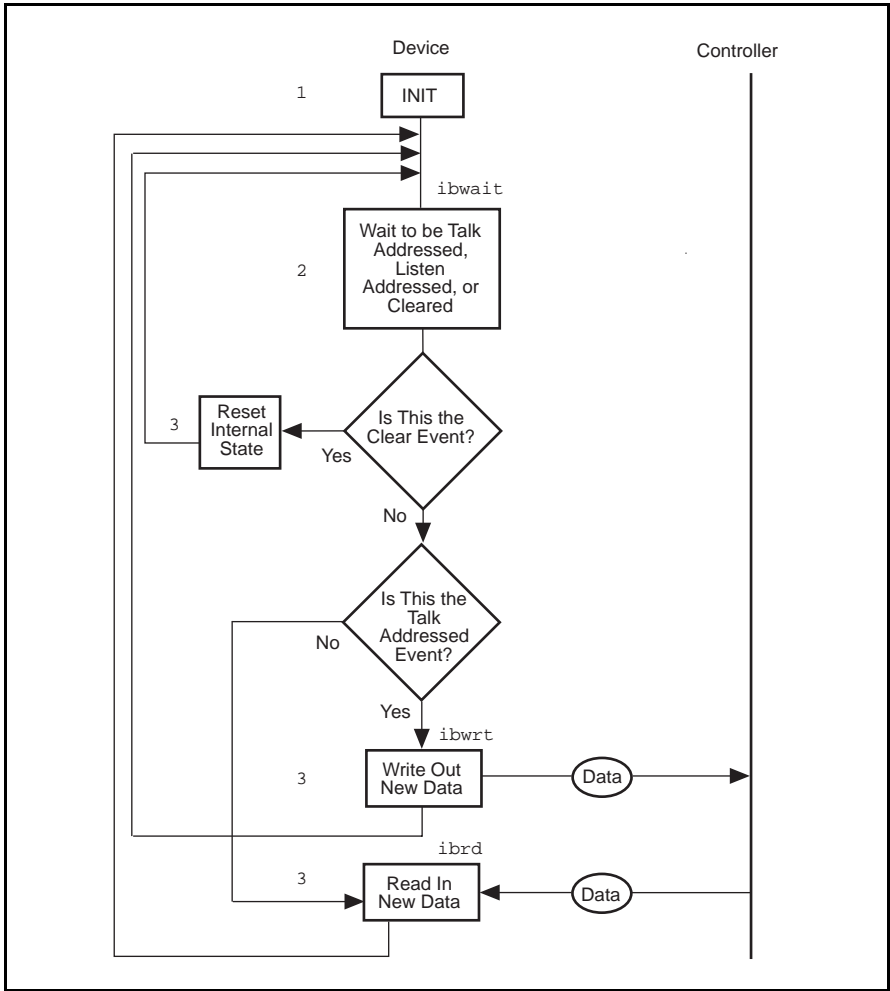 Device
Controller
1
INIT
ibwait
2
Wait to be Talk
Addressed,
Listen
Addressed, or
Cleared
Is This the
Clear Event?
Yes
3
Reset
Internal
State
No
Is This the
Talk
Addressed
Event?
No
Yes
ibwrt
3
Write Out
New Data
Data
ibrd
3
Read In
New Data
Data